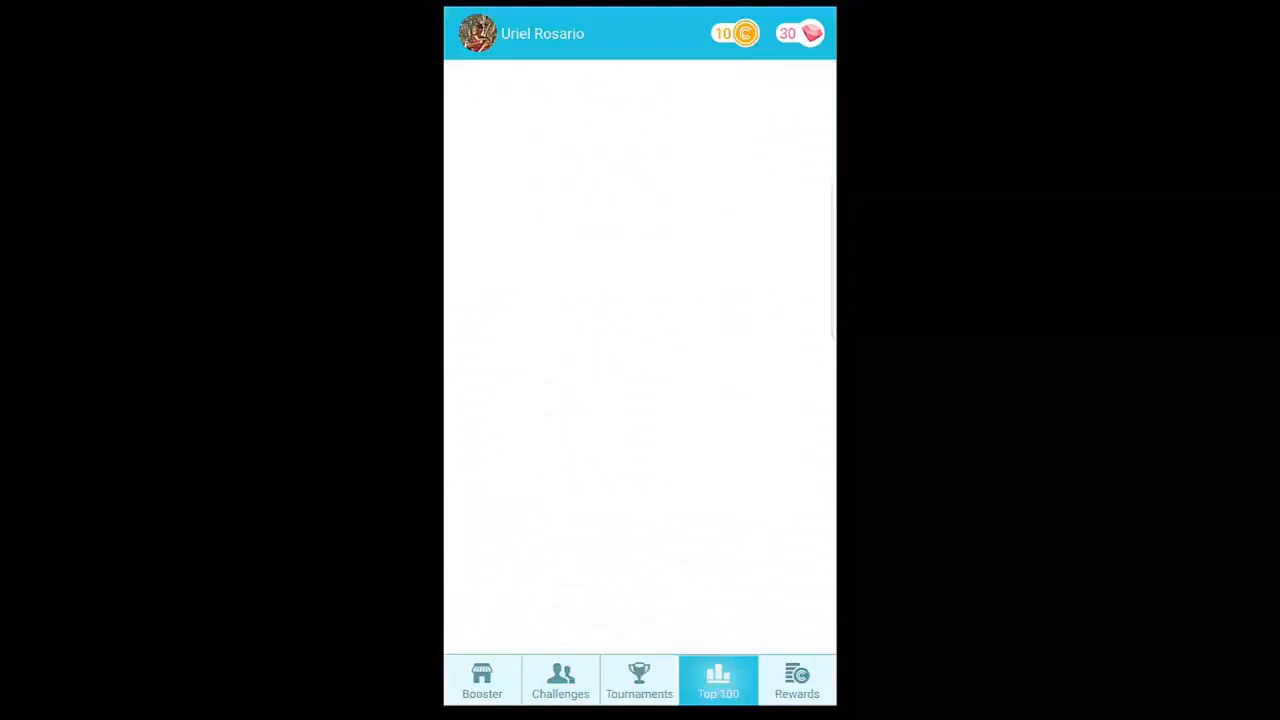 Uriel Rosario
10
30
Booster
Challenges
Tournaments
Top 100
Rewards